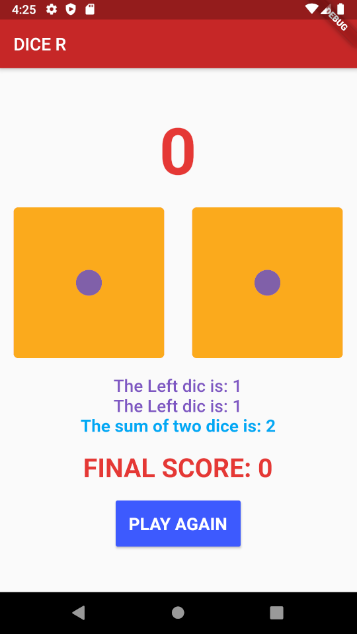 4:25
DEBUG
DICE R
0
The Left dic is: 1
The Left dic is: 1
The sum of two dice is: 2
FINAL SCORE: 0
PLAY AGAIN